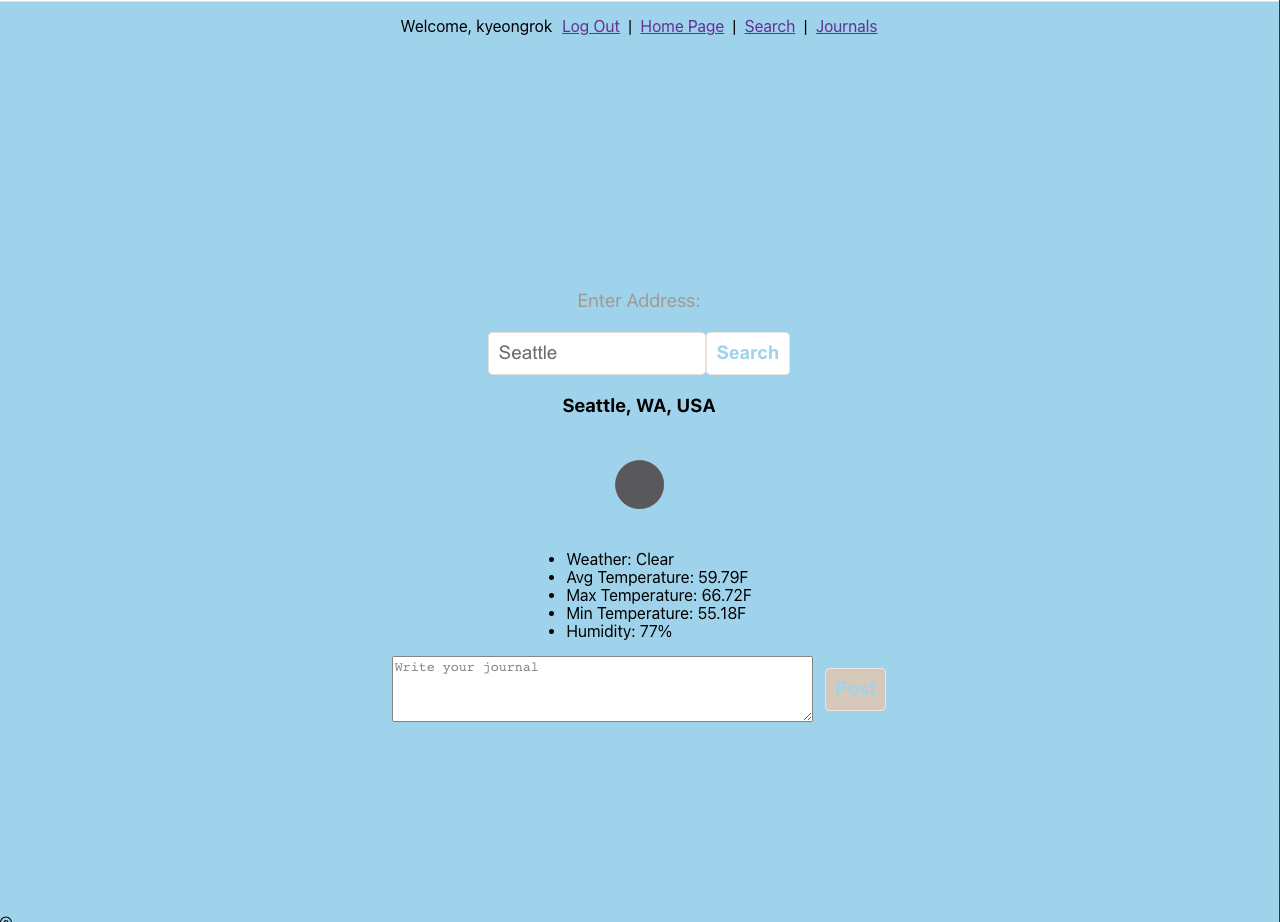 Welcome, kyeongrok Log Out | Home Page | Search | Journals
Enter Address:
Seattle Search
Seattle, WA, USA
• Weather: Clear
• Avg Temperature: 59.79F
• Max Temperature: 66.72F
• Min Temperature: 55.18F
• Humidity: 77%
Write your journal Post